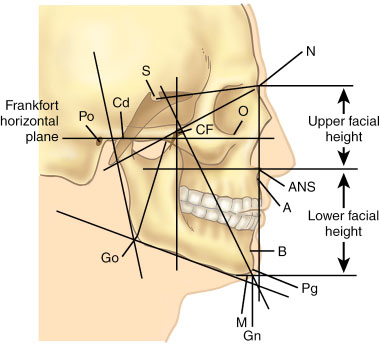 N
S
Frankfort
horizontal
plane
Po
Cd
O
CF
Upper facial
height
ANS
A
Lower facial
height
B
Go
Pg
M
Gn